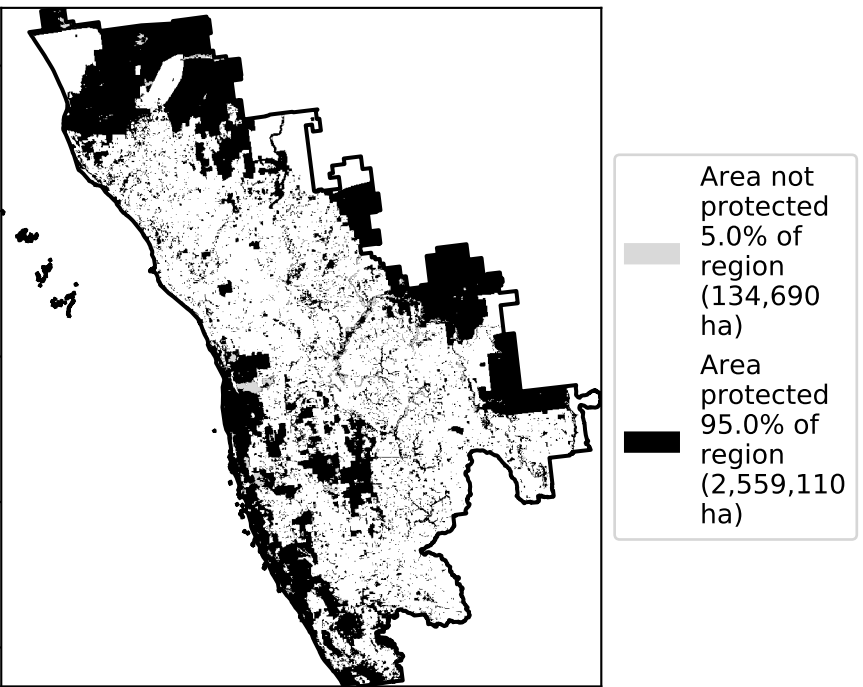 Area not
protected
5.0% of
region
(134,690
ha)
Area
protected
95.0% of
region
(2,559,110
ha)